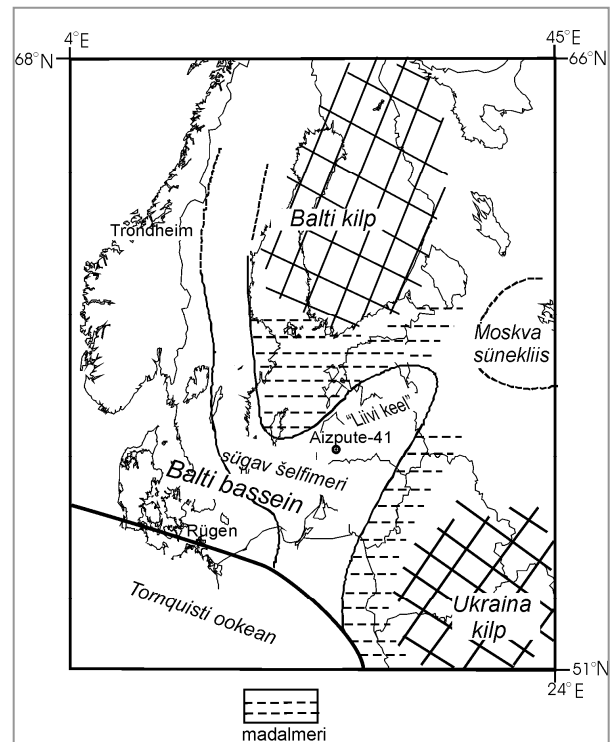 4°E
45°E
68°N
66°N
Trondheim
Balti kilp
Moskva
sünekliis
"Liivi keel"
Aizpute-41
sügav šelfimeri
Balti bassein
Rügen
Ukraina
kilp
Tornquisti ookean
51°N
24°E
madalmeri